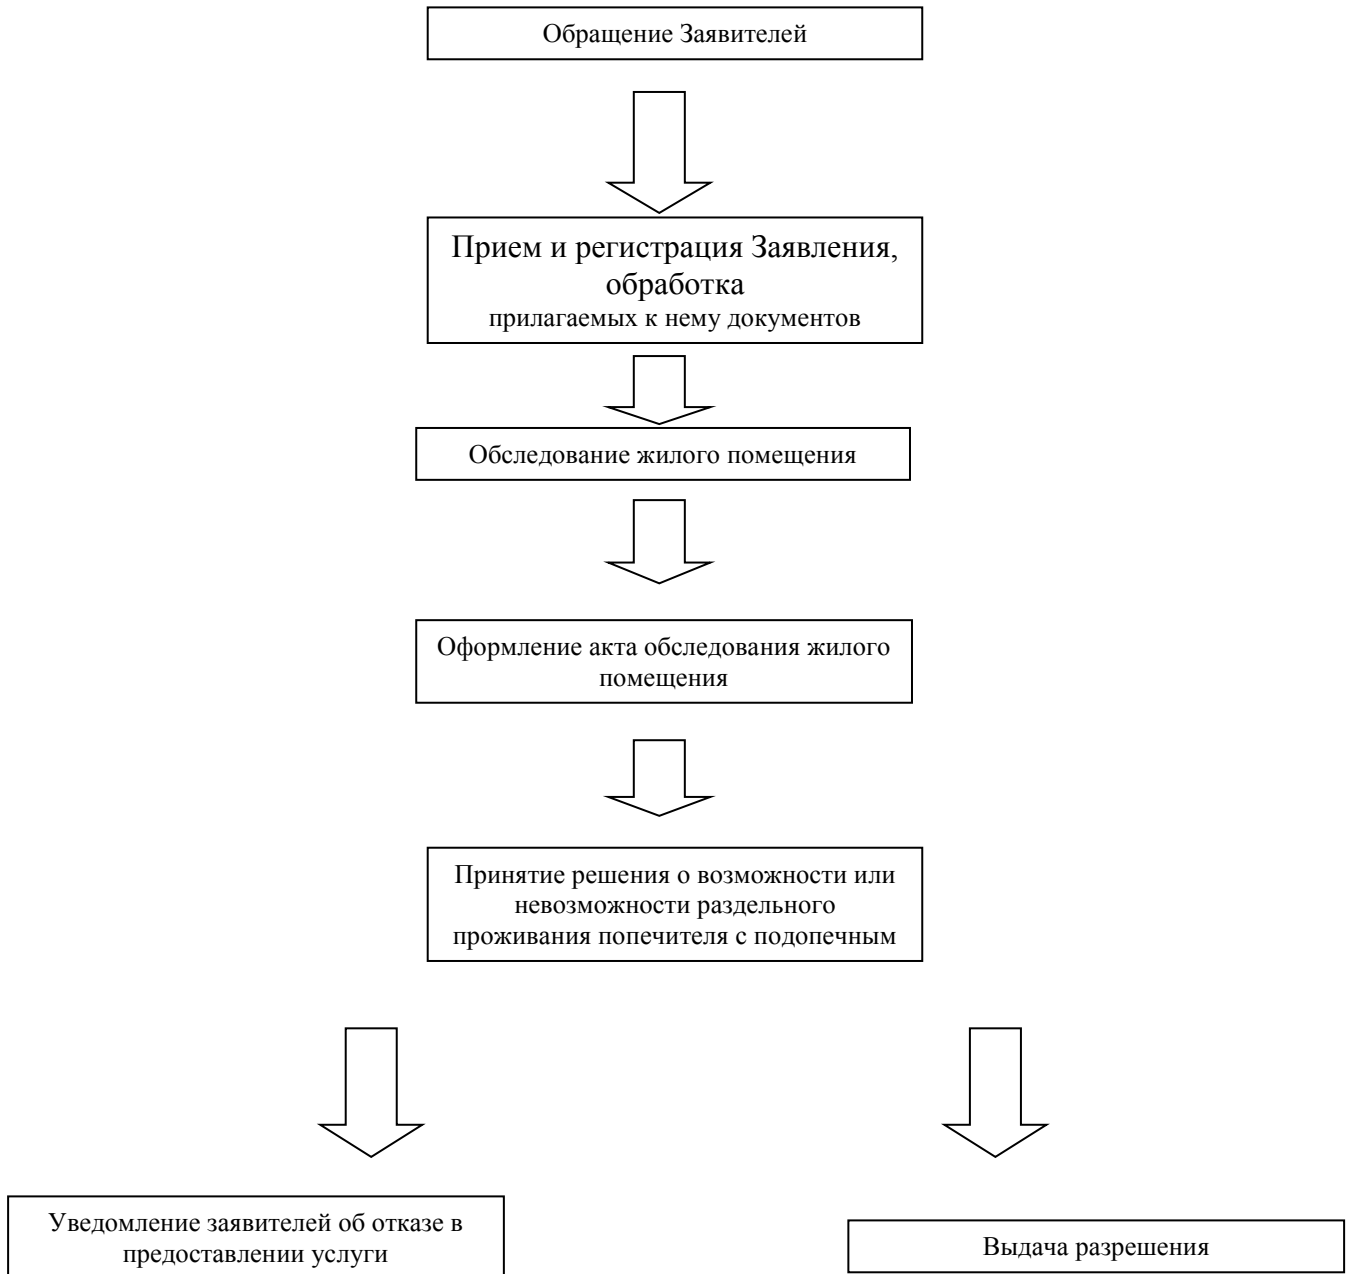 Обращение Заявителей
Прием и регистрация Заявления,
обработка
прилагаемых к нему документов
Обследование жилого помещения
Оформление акта обследования жилого
помещения
Принятие решения о возможности или
невозможности раздельного
проживания попечителя с подопечным
Уведомление заявителей об отказе в
предоставлении услуги
Выдача разрешения